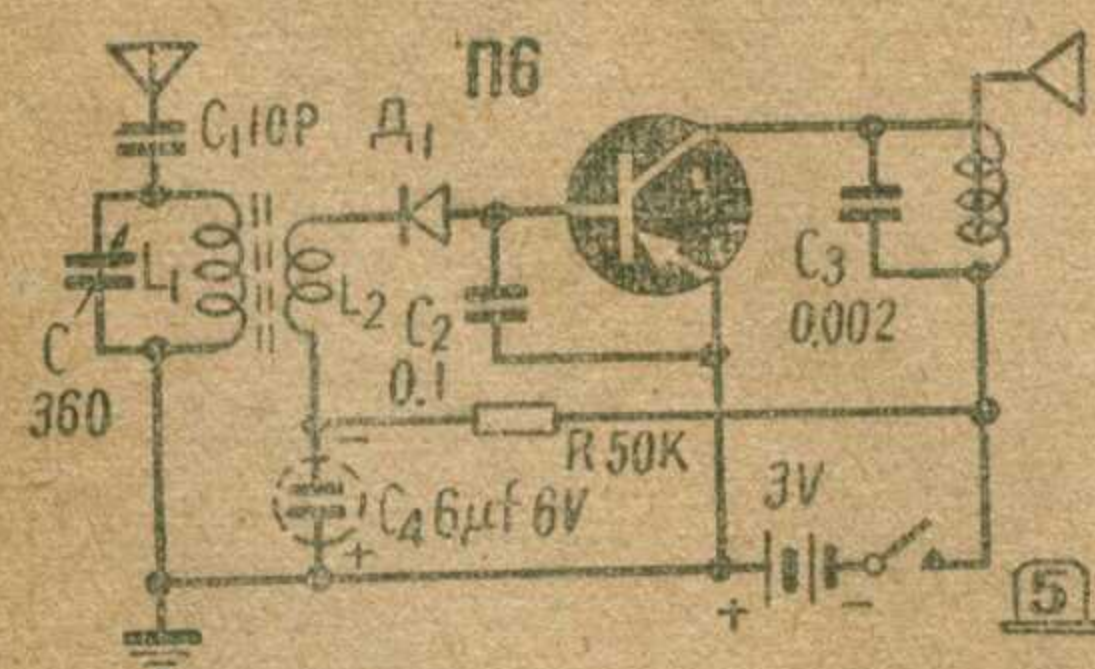 П6
C₁ 10P
Д₁
L₁
L₂
C
360
C₂
0.1
C₃
0.002
R 50K
3V
C₄ 6μf 6V
−
+
+
−
5